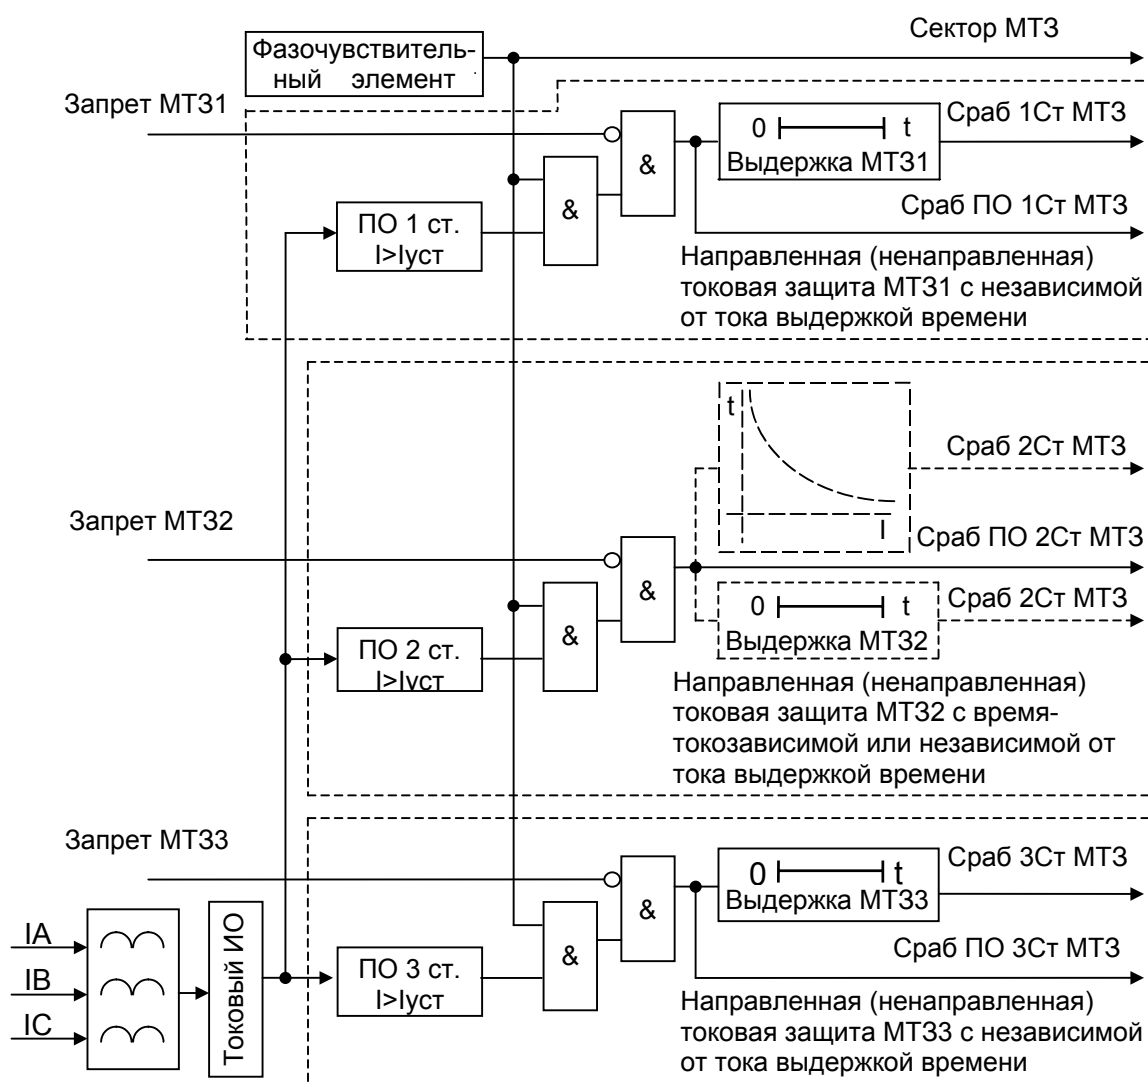 Сектор МТЗ
Фазочувствитель-
ный элемент
Запрет МТЗ1
&
&
0 t
Выдержка МТЗ1
Сраб 1Ст МТЗ
Сраб ПО 1Ст МТЗ
ПО 1 ст.
I>Iуст
Направленная (ненаправленная)
токовая защита МТЗ1 с независимой
от тока выдержкой времени
t
I
Сраб 2Ст МТЗ
Запрет МТЗ2
Сраб ПО 2Ст МТЗ
&
&
0 t
Выдержка МТЗ2
Сраб 2Ст МТЗ
ПО 2 ст.
I>Iуст
Направленная (ненаправленная)
токовая защита МТЗ2 с время-
токозависимой или независимой от
тока выдержкой времени
Запрет МТЗ3
&
&
0 t
Выдержка МТЗ3
Сраб 3Ст МТЗ
Сраб ПО 3Ст МТЗ
IA
IB
IC
Токовый ИО
ПО 3 ст.
I>Iуст
Направленная (ненаправленная)
токовая защита МТЗ3 с независимой
от тока выдержкой времени